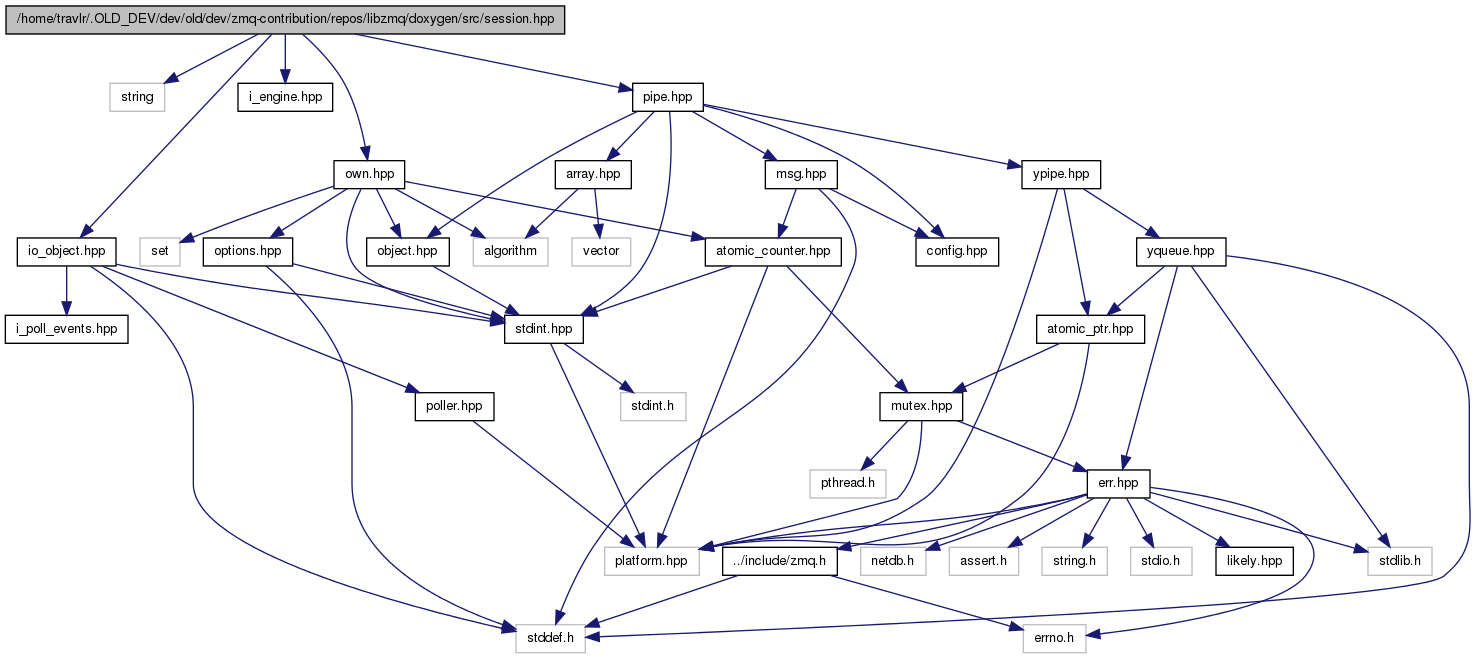 /home/travlr/.OLD_DEV/dev/old/dev/zmq-contribution/repos/libzmq/doxygen/src/session.hpp
string
i_engine.hpp
pipe.hpp
own.hpp
array.hpp
msg.hpp
ypipe.hpp
io_object.hpp
set
options.hpp
object.hpp
algorithm
vector
atomic_counter.hpp
config.hpp
yqueue.hpp
i_poll_events.hpp
stdint.hpp
atomic_ptr.hpp
poller.hpp
stdint.h
mutex.hpp
pthread.h
err.hpp
platform.hpp
../include/zmq.h
netdb.h
assert.h
string.h
stdio.h
likely.hpp
stdlib.h
stddef.h
errno.h